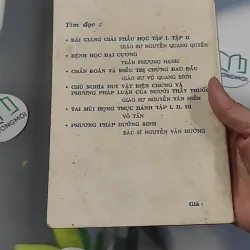 Tìm đọc :
• BÀI GIẢNG GIẢI PHẪU HỌC TẬP I, TẬP II
GIÁO SƯ NGUYỄN QUANG QUYỀN
• BỆNH HỌC ĐẠI CƯƠNG
TRẦN PHƯƠNG HẠNH
• CHẨN ĐOÁN VÀ ĐIỀU TRỊ CHỨNG ĐAU ĐẦU
GIÁO SƯ VŨ QUANG BÍCH
• CHỦ NGHĨA DUY VẬT BIỆN CHỨNG VÀ
PHƯƠNG PHÁP LUẬN CỦA NGƯỜI THẦY THUỐC
GIÁO SƯ NGUYỄN VĂN NHÂN
• TAI MŨI HỌNG THỰC HÀNH TẬP I, II, III
VÕ TẤN
• PHƯƠNG PHÁP DƯỠNG SINH
BÁC SĨ NGUYỄN VĂN HƯỞNG
Giá :